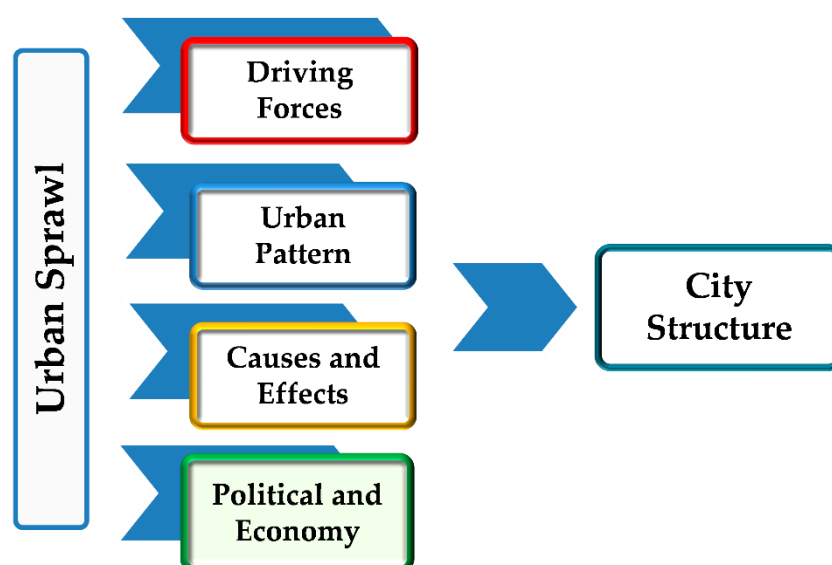 Urban Sprawl
Driving
Forces
Urban
Pattern
Causes and
Effects
Political and
Economy
City
Structure